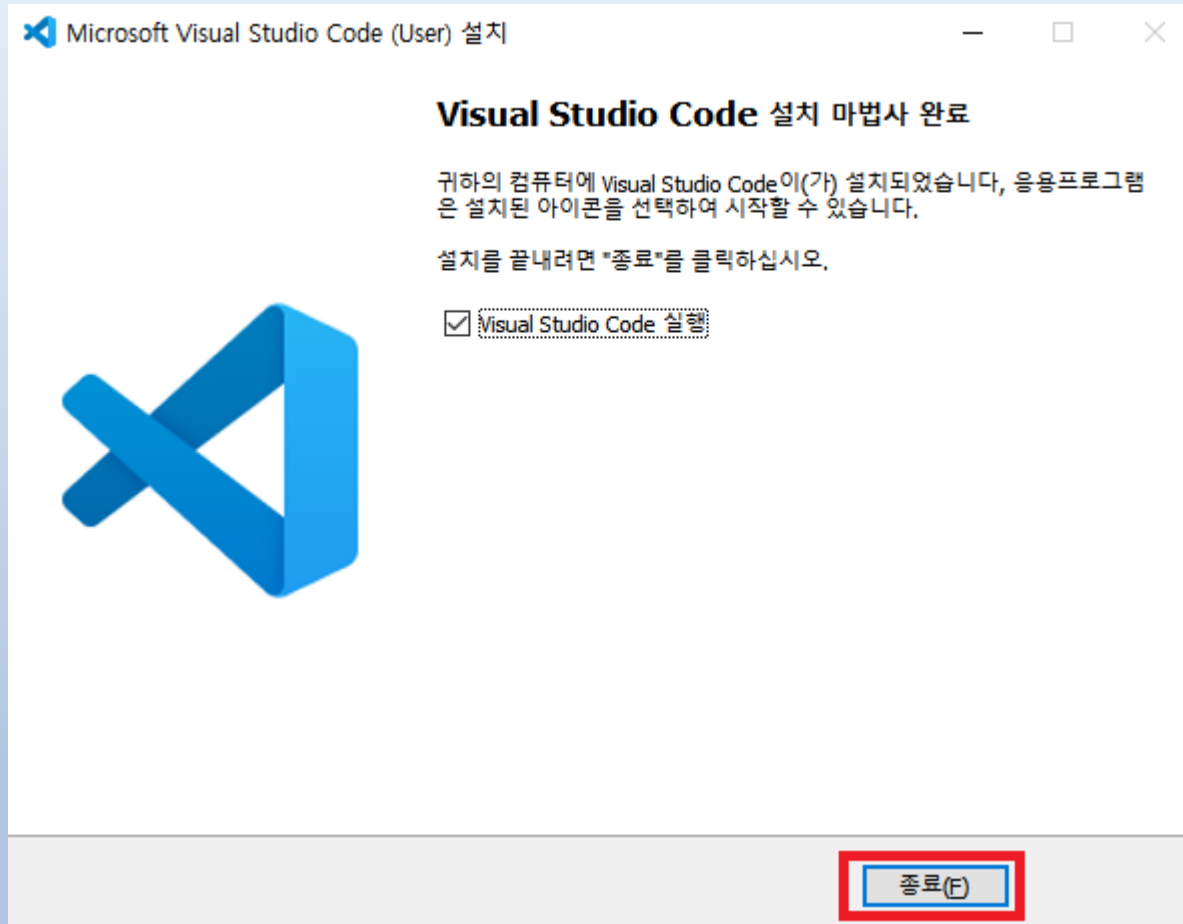 Microsoft Visual Studio Code (User) 설치
Visual Studio Code 설치 마법사 완료
귀하의 컴퓨터에 Visual Studio Code이(가) 설치되었습니다, 응용프로그램
은 설치된 아이콘을 선택하여 시작할 수 있습니다.
설치를 끝내려면 "종료"를 클릭하십시오.
Visual Studio Code 실행
종료(F)